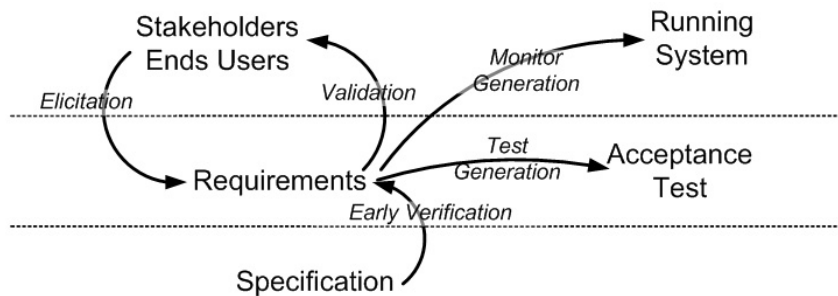 Stakeholders
Ends Users
Running
System
Monitor
Generation
Elicitation
Validation
Test
Generation
Acceptance
Test
Requirements
Early Verification
Specification